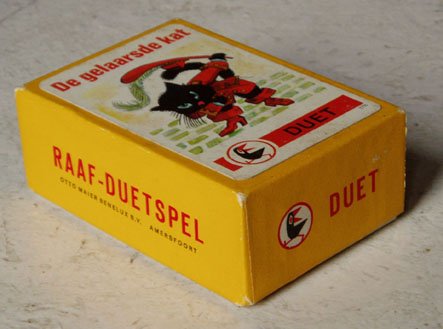 De gelaarsde kat
DUET
RAAF-DUETSPEL
OTTO MAIER BENELUX B.V. AMERSFOORT
DUET